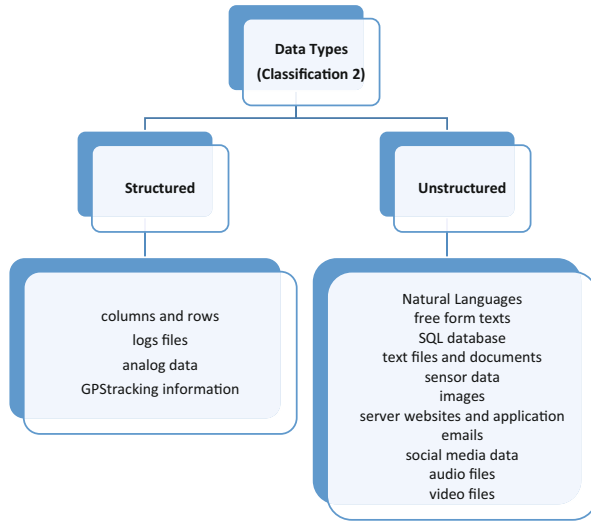 Data Types
(Classification 2)
Structured
Unstructured
columns and rows
logs files
analog data
GPStracking information
Natural Languages
free form texts
SQL database
text files and documents
sensor data
images
server websites and application
emails
social media data
audio files
video files